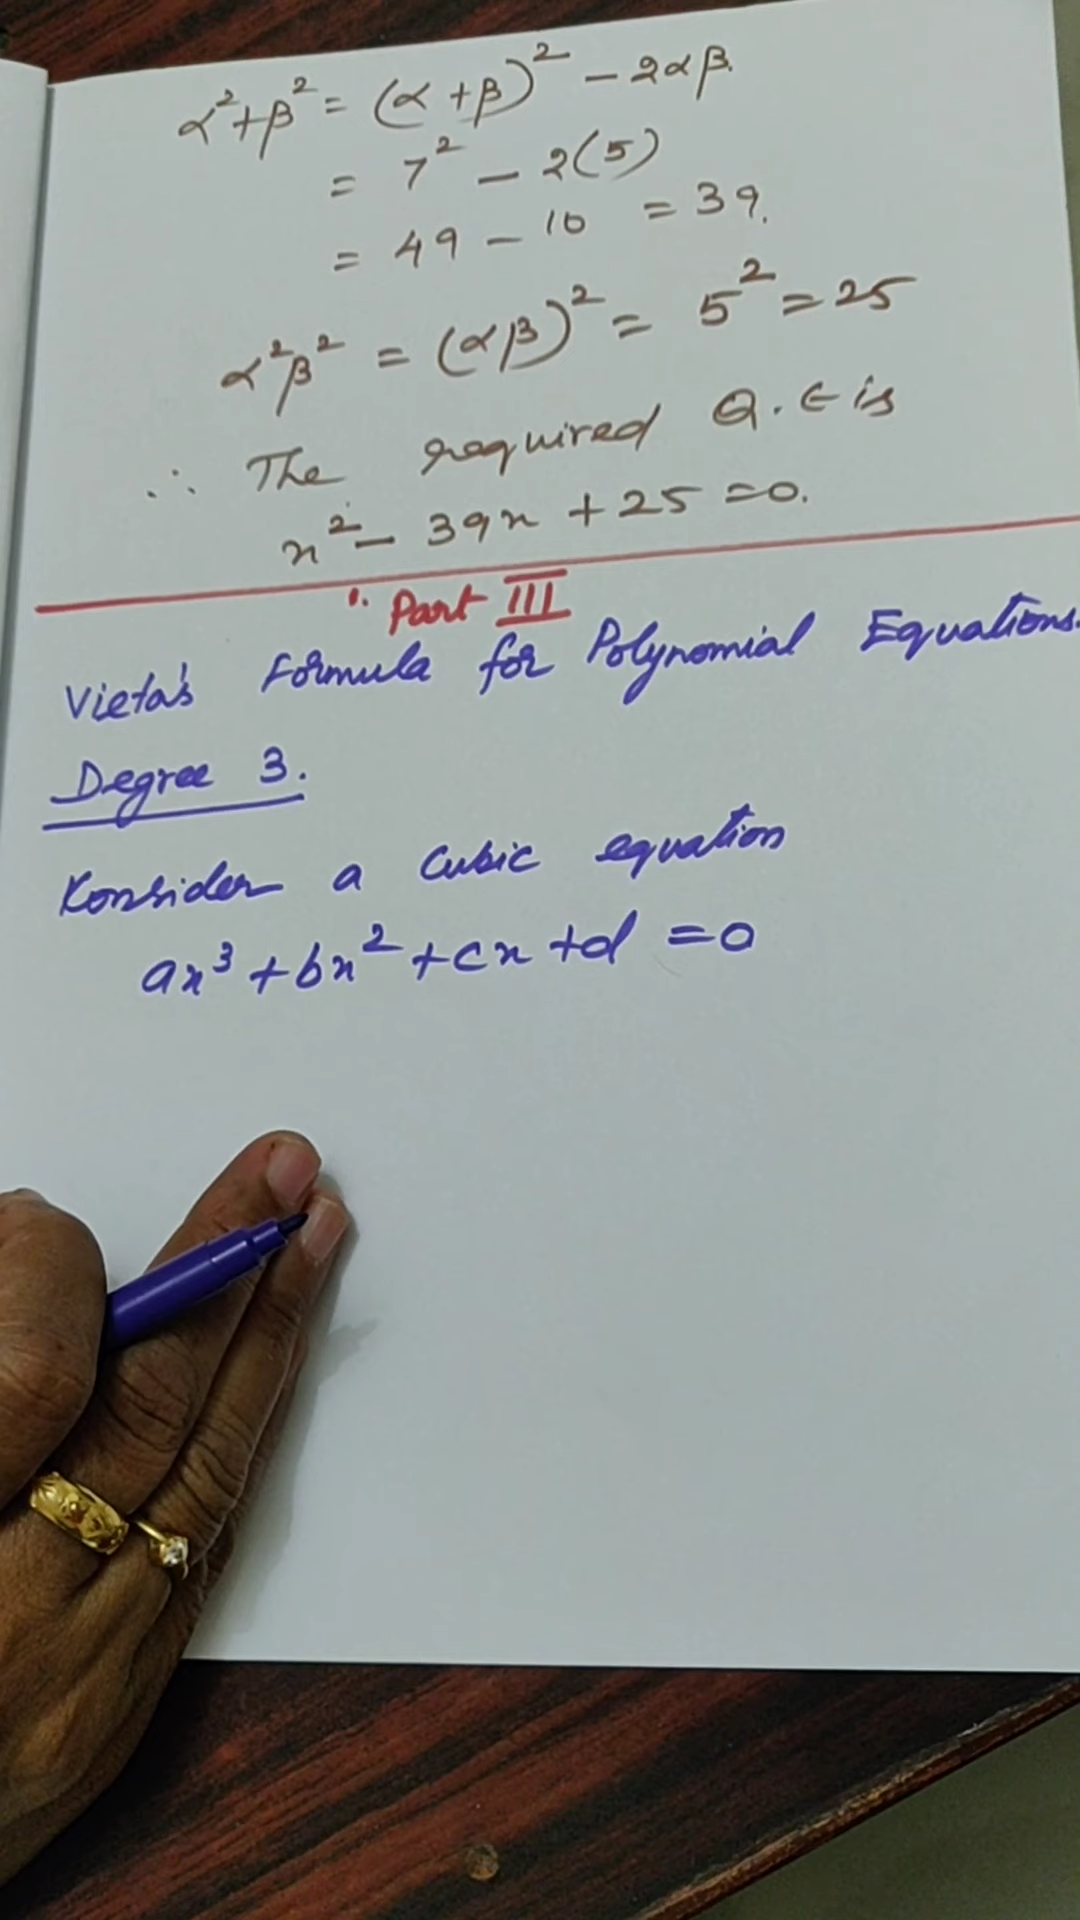 α²+β² = (α+β)² − 2αβ.
= 7² − 2(5)
= 49 − 10 = 39.
α²β² = (αβ)² = 5² = 25
∴ The required Q.E is
x² − 39x + 25 = 0.
Part III
Vieta's Formula for Polynomial Equations.
Degree 3.
Consider a Cubic equation
ax³ + bx² + cx + d = 0